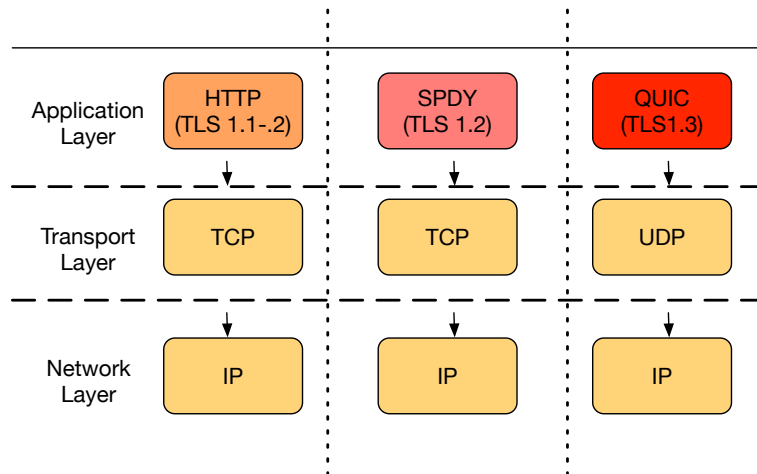 Application
Layer
HTTP
(TLS 1.1-.2)
SPDY
(TLS 1.2)
QUIC
(TLS1.3)
Transport
Layer
TCP
TCP
UDP
Network
Layer
IP
IP
IP